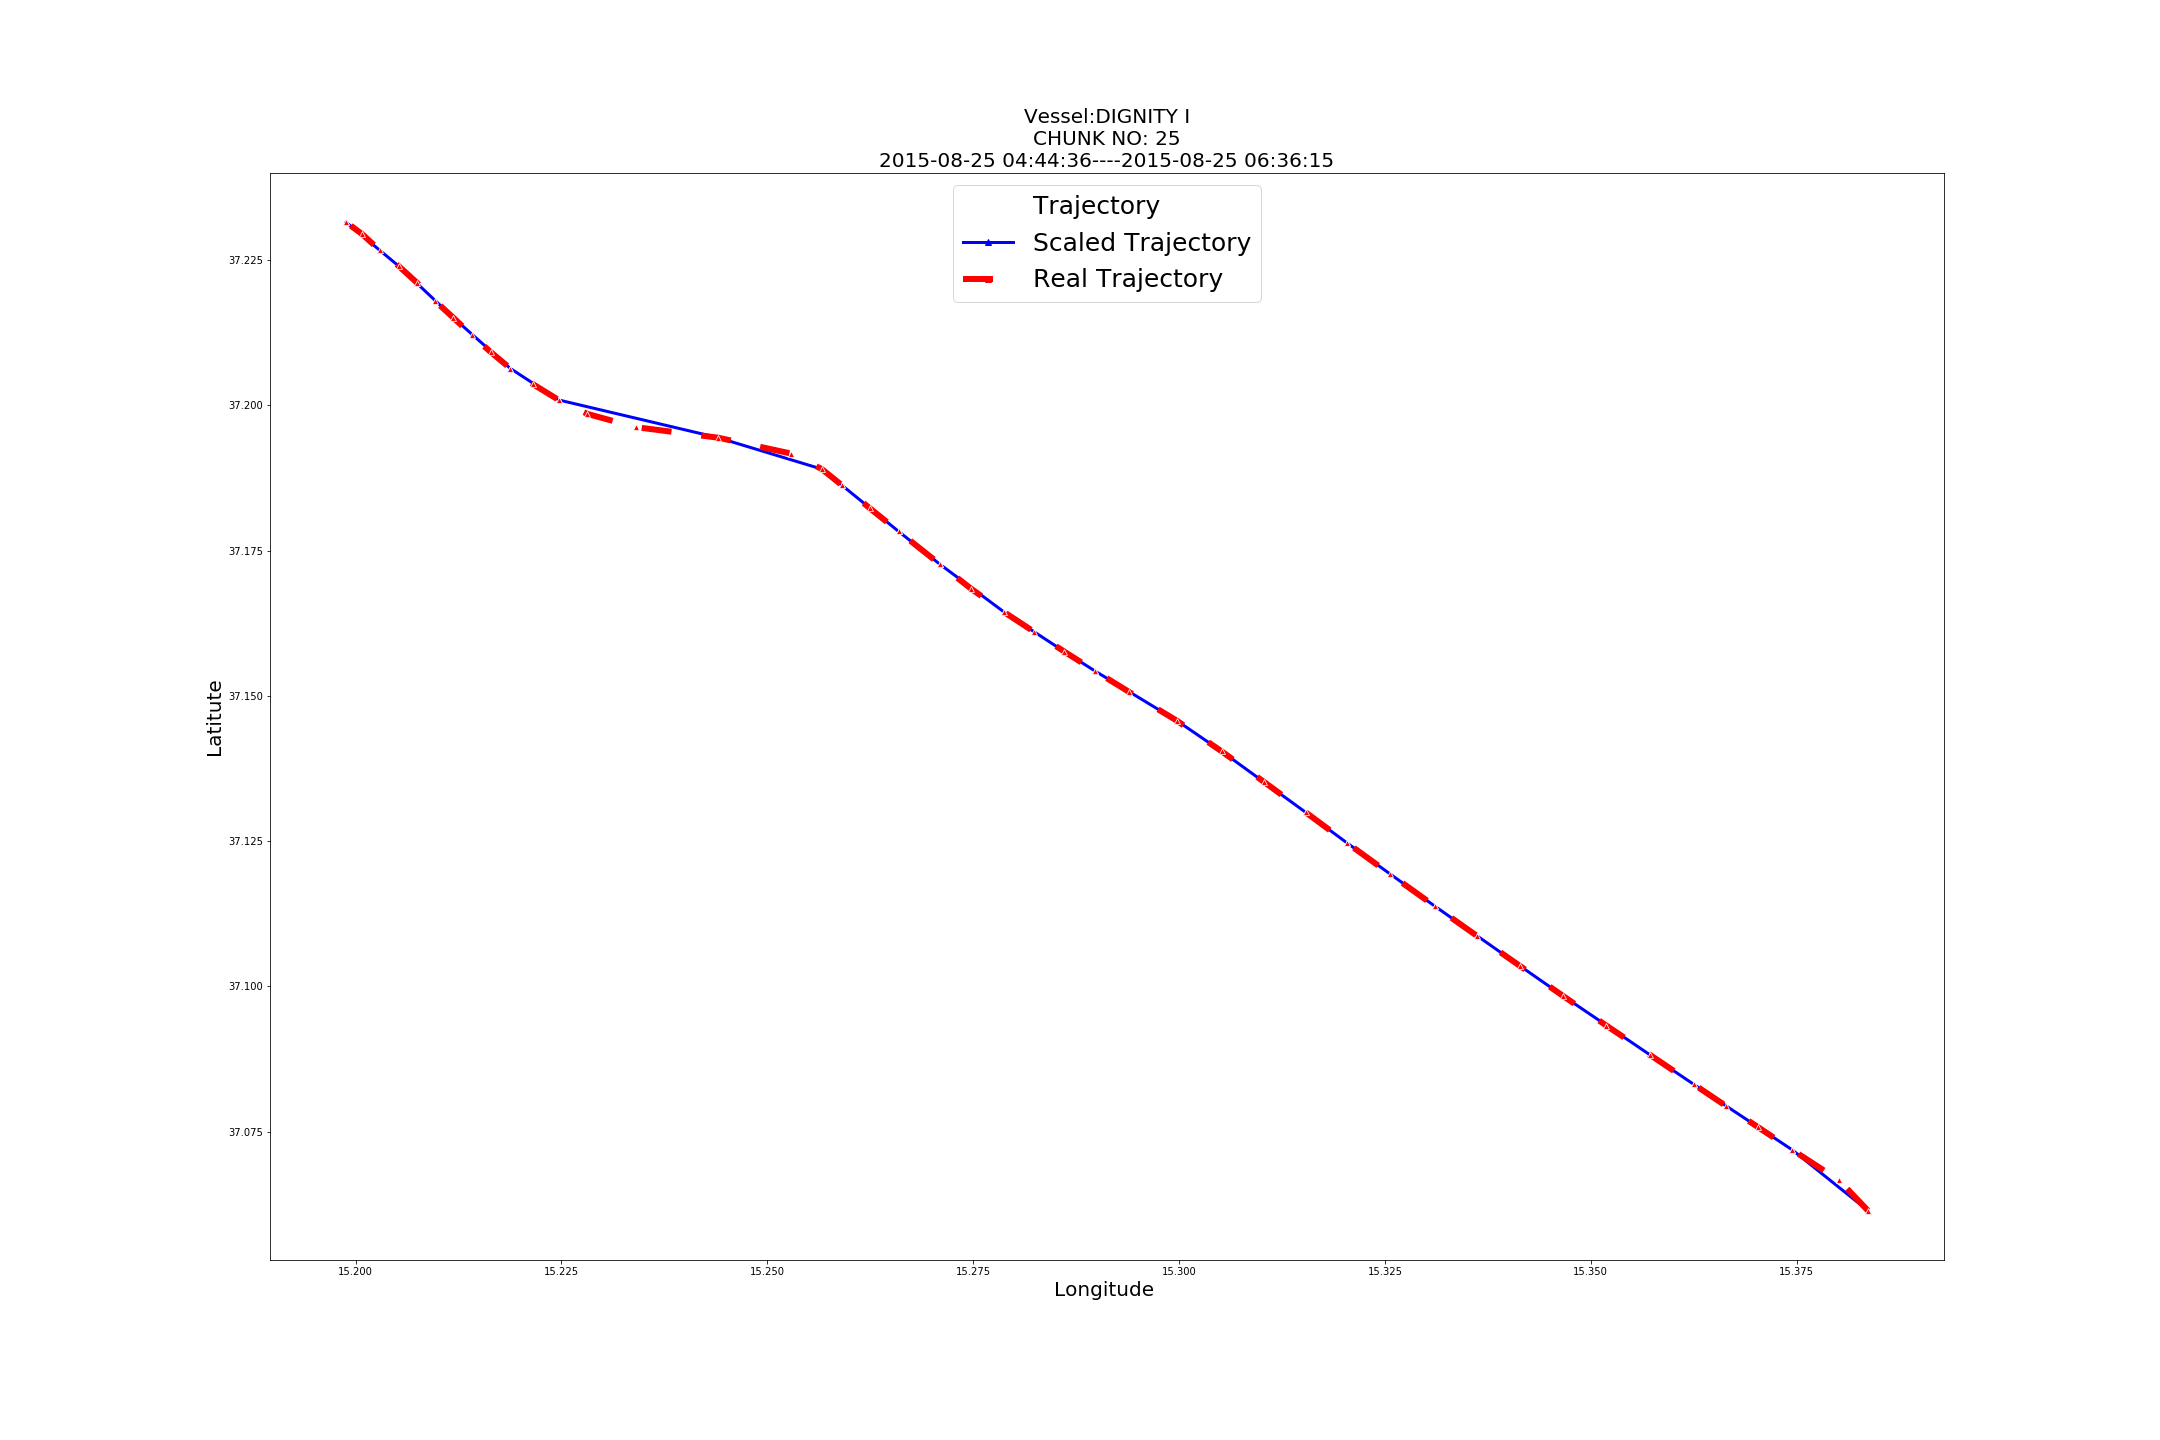 Vessel:DIGNITY I
CHUNK NO: 25
2015-08-25 04:44:36----2015-08-25 06:36:15
Trajectory
Scaled Trajectory
Real Trajectory
37.225
37.200
37.175
37.150
37.125
37.100
37.075
Latitute
15.200 15.225 15.250 15.275 15.300 15.325 15.350 15.375
Longitude